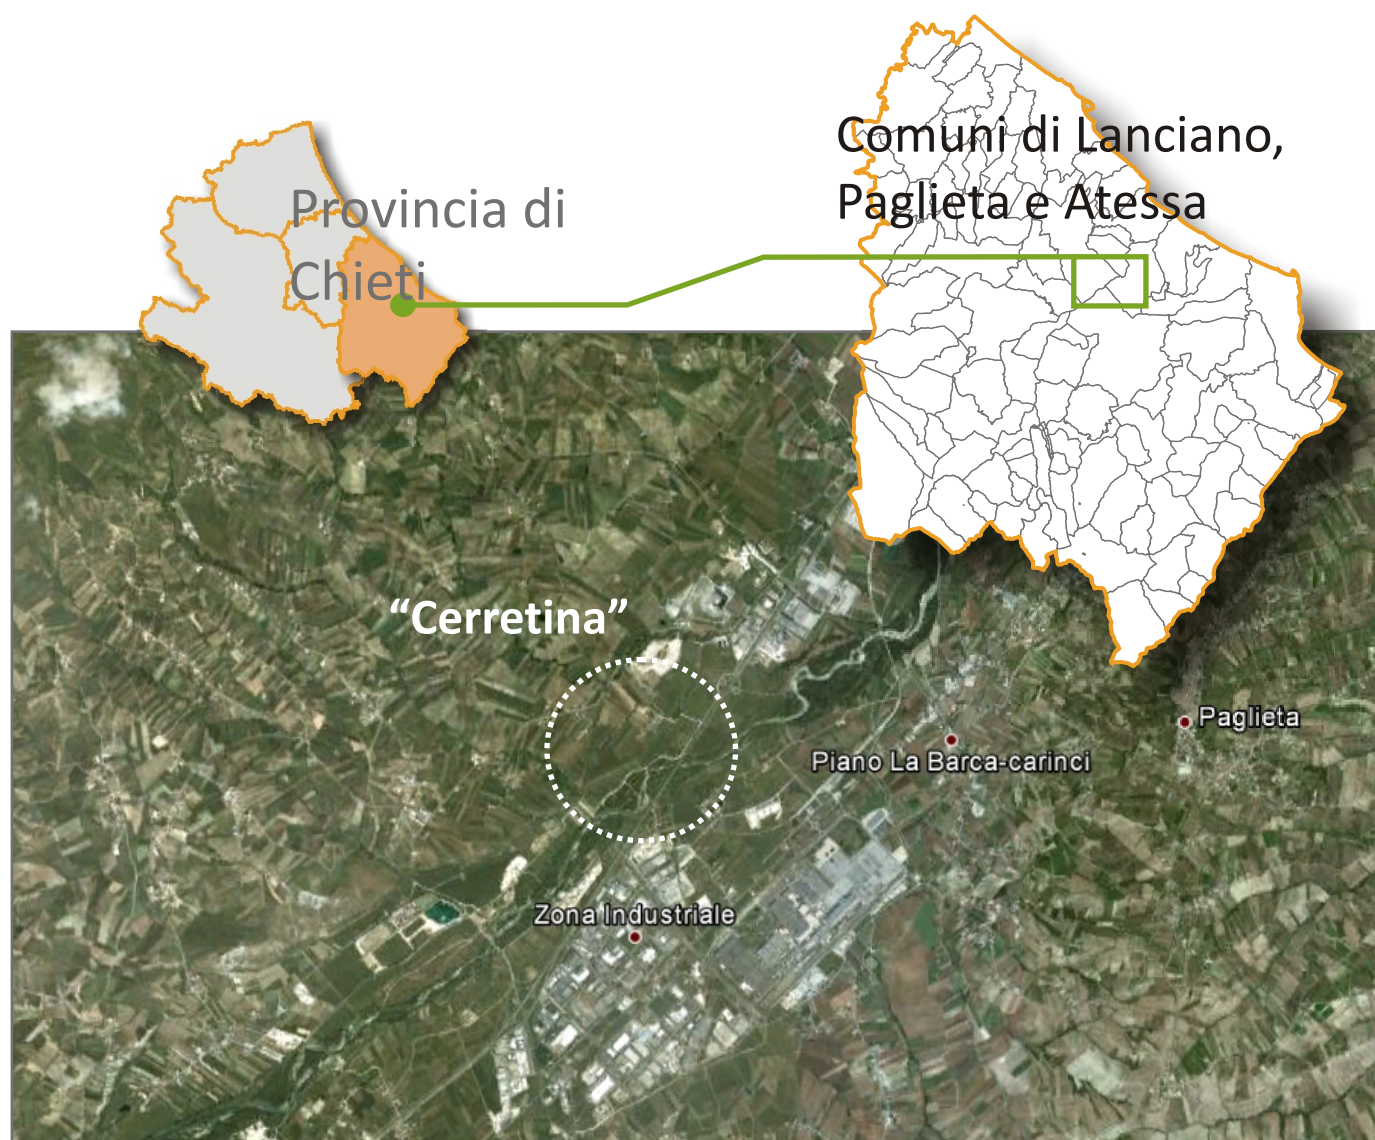 Comuni di Lanciano,
Paglieta e Atessa
Provincia di
Chieti
“Cerretina”
Paglieta
Piano La Barca-carinci
Zona Industriale